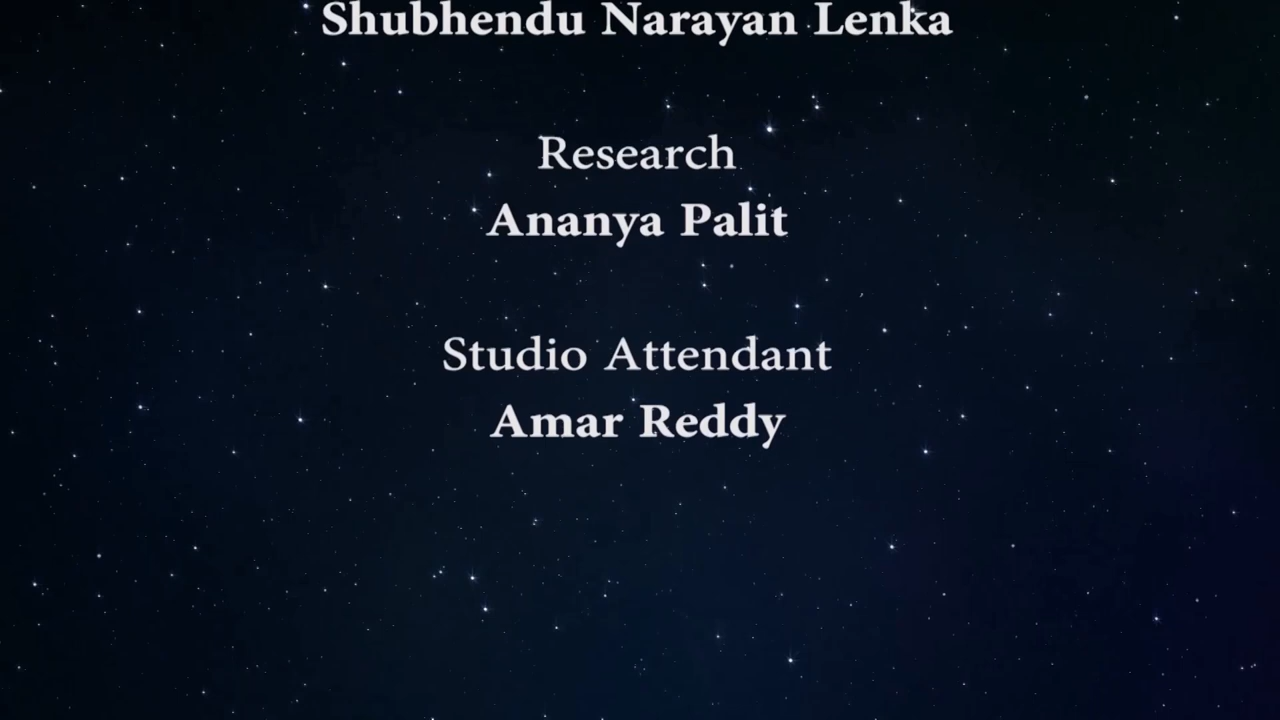 Shubhendu Narayan Lenka
Research
Ananya Palit
Studio Attendant
Amar Reddy